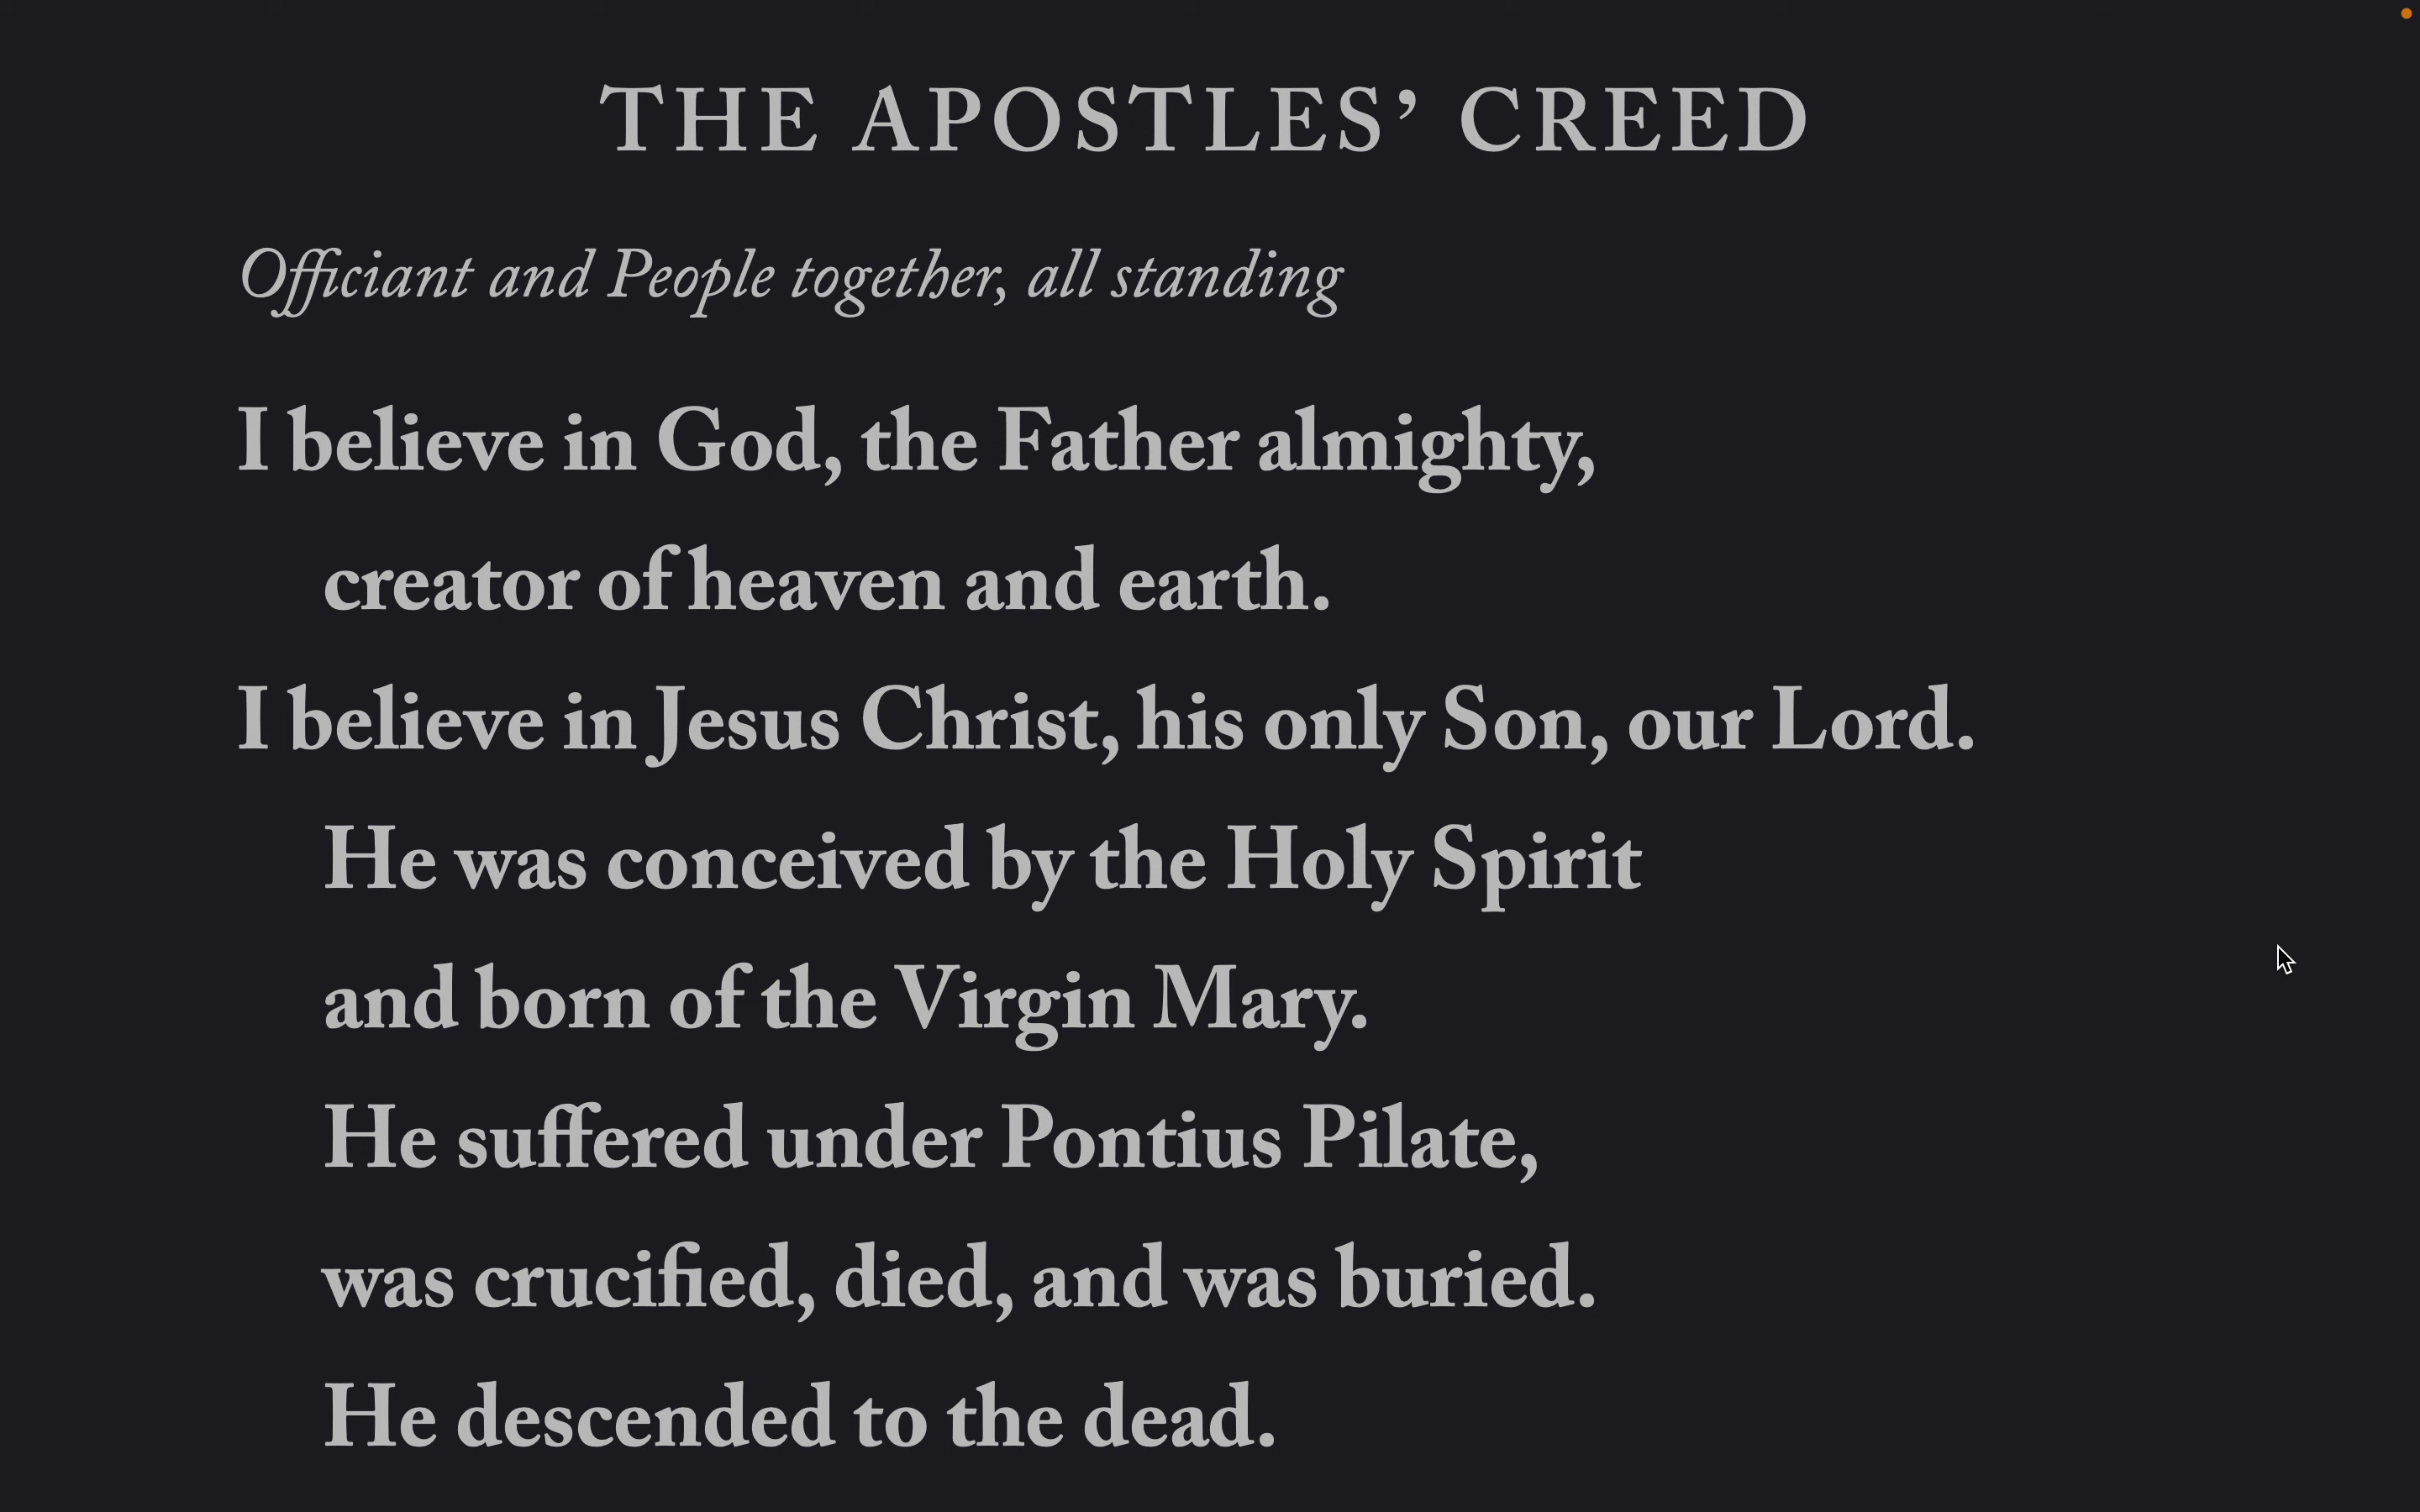 THE APOSTLES’ CREED
Officiant and People together, all standing
I believe in God, the Father almighty,
creator of heaven and earth.
I believe in Jesus Christ, his only Son, our Lord.
He was conceived by the Holy Spirit
and born of the Virgin Mary.
He suffered under Pontius Pilate,
was crucified, died, and was buried.
He descended to the dead.